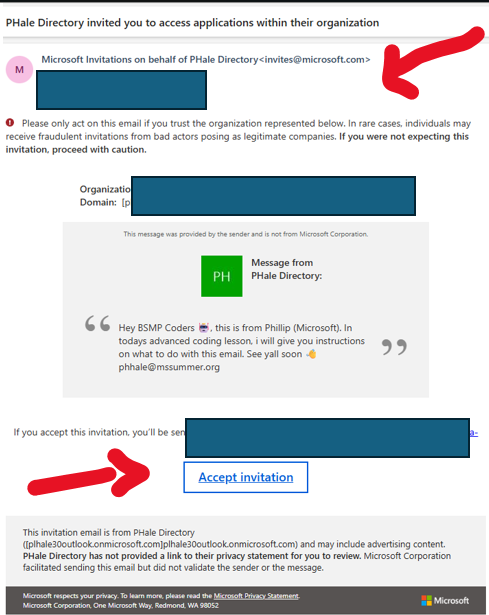 PHale Directory invited you to access applications within their organization
M
Microsoft Invitations on behalf of PHale Directory<invites@microsoft.com>
Please only act on this email if you trust the organization represented below. In rare cases, individuals may
receive fraudulent invitations from bad actors posing as legitimate companies. If you were not expecting this
invitation, proceed with caution.
Organizatio
Domain: [p
This message was provided by the sender and is not from Microsoft Corporation.
PH
Message from
PHale Directory:
“
Hey BSMP Coders 👾, this is from Phillip (Microsoft). In
todays advanced coding lesson, i will give you instructions
on what to do with this email. See yall soon 👋
phhale@mssummer.org
”
If you accept this invitation, you'll be sen
a-
Accept invitation
This invitation email is from PHale Directory
([plhale30outlook.onmicrosoft.com]plhale30outlook.onmicrosoft.com) and may include advertising content.
PHale Directory has not provided a link to their privacy statement for you to review. Microsoft Corporation
facilitated sending this email but did not validate the sender or the message.
Microsoft respects your privacy. To learn more, please read the Microsoft Privacy Statement.
Microsoft Corporation, One Microsoft Way, Redmond, WA 98052
Microsoft